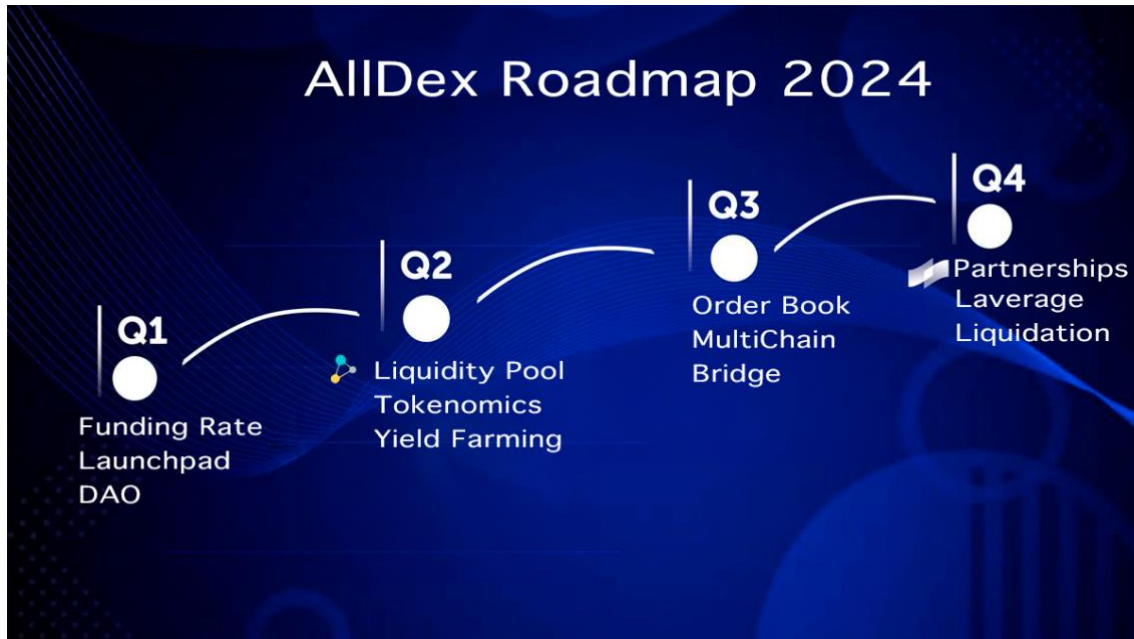 AllDex Roadmap 2024
Q1
Funding Rate
Launchpad
DAO
Q2
Liquidity Pool
Tokenomics
Yield Farming
Q3
Order Book
MultiChain
Bridge
Q4
Partnerships
Laverage
Liquidation